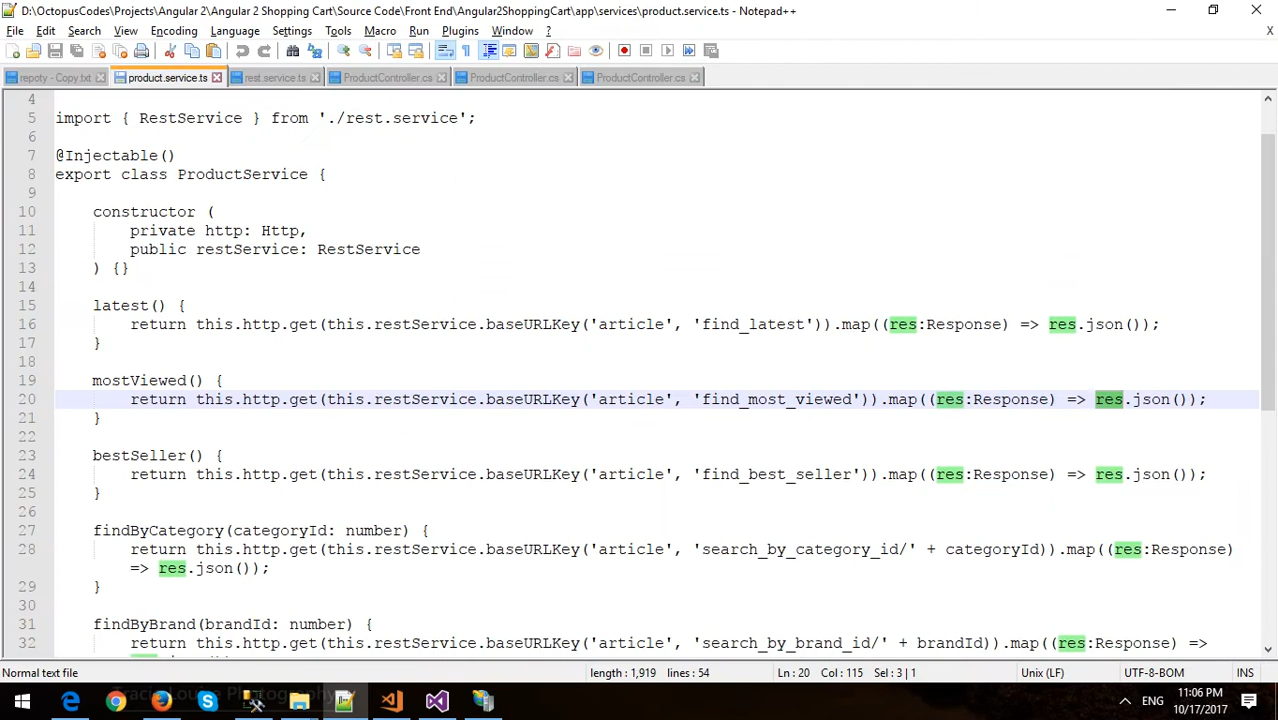 D:\OctopusCodes\Projects\Angular 2\Angular 2 Shopping Cart\Source Code\Front End\Angular2ShoppingCart\app\services\product.service.ts - Notepad++
File Edit Search View Encoding Language Settings Tools Macro Run Plugins Window ? X
repoty - Copy.txt product.service.ts rest.service.ts ProductController.cs ProductController.cs ProductController.cs
4
5 import { RestService } from './rest.service';
6
7 @Injectable()
8 export class ProductService {
9
10 constructor (
11 private http: Http,
12 public restService: RestService
13 ) {}
14
15 latest() {
16 return this.http.get(this.restService.baseURLKey('article', 'find_latest')).map((res:Response) => res.json());
17 }
18
19 mostViewed() {
20 return this.http.get(this.restService.baseURLKey('article', 'find_most_viewed')).map((res:Response) => res.json());
21 }
22
23 bestSeller() {
24 return this.http.get(this.restService.baseURLKey('article', 'find_best_seller')).map((res:Response) => res.json());
25 }
26
27 findByCategory(categoryId: number) {
28 return this.http.get(this.restService.baseURLKey('article', 'search_by_category_id/' + categoryId)).map((res:Response)
=> res.json());
29 }
30
31 findByBrand(brandId: number) {
32 return this.http.get(this.restService.baseURLKey('article', 'search_by_brand_id/' + brandId)).map((res:Response) =>
Normal text file length : 1,919 lines : 54 Ln : 20 Col : 115 Sel : 3 | 1 Unix (LF) UTF-8-BOM INS
11:06 PM
ENG
10/17/2017